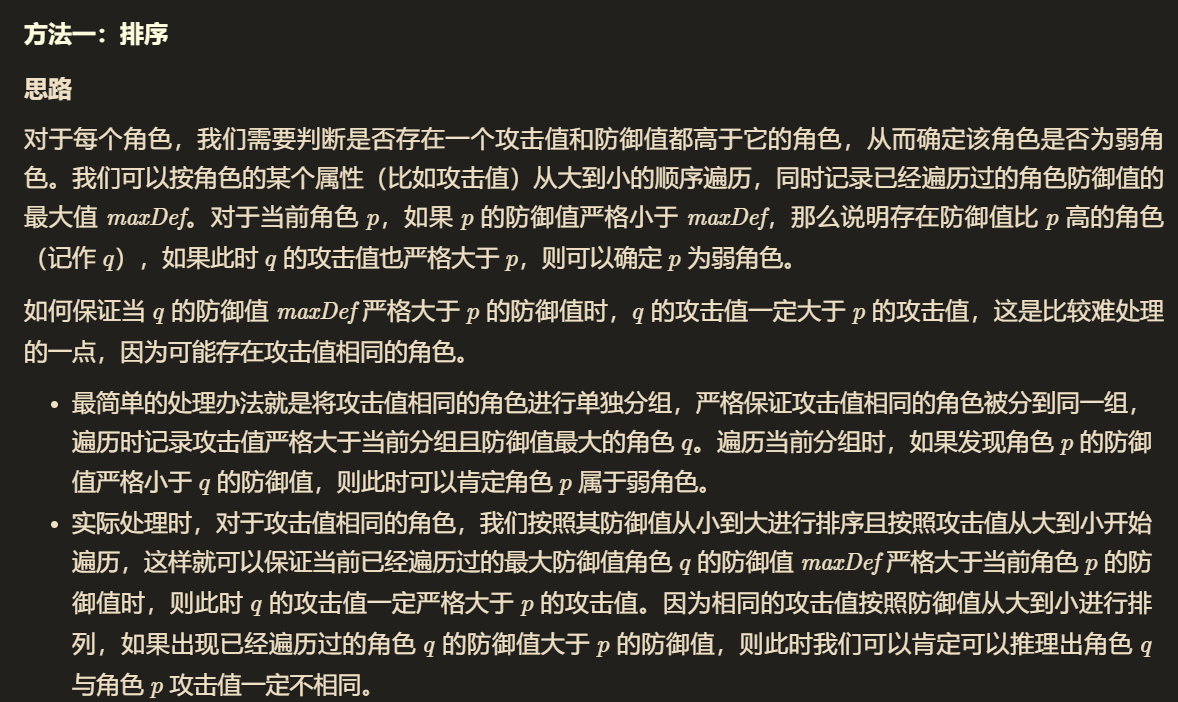 方法一：排序
思路
对于每个角色，我们需要判断是否存在一个攻击值和防御值都高于它的角色，从而确定该角色是否为弱角
色。我们可以按角色的某个属性（比如攻击值）从大到小的顺序遍历，同时记录已经遍历过的角色防御值的
最大值 maxDef。对于当前角色 p，如果 p 的防御值严格小于 maxDef，那么说明存在防御值比 p 高的角色
（记作 q），如果此时 q 的攻击值也严格大于 p，则可以确定 p 为弱角色。
如何保证当 q 的防御值 maxDef 严格大于 p 的防御值时，q 的攻击值一定大于 p 的攻击值，这是比较难处理
的一点，因为可能存在攻击值相同的角色。
• 最简单的处理办法就是将攻击值相同的角色进行单独分组，严格保证攻击值相同的角色被分到同一组，
遍历时记录攻击值严格大于当前分组且防御值最大的角色 q。遍历当前分组时，如果发现角色 p 的防御
值严格小于 q 的防御值，则此时可以肯定角色 p 属于弱角色。
• 实际处理时，对于攻击值相同的角色，我们按照其防御值从小到大进行排序且按照攻击值从大到小开始
遍历，这样就可以保证当前已经遍历过的最大防御值角色 q 的防御值 maxDef 严格大于当前角色 p 的防
御值时，则此时 q 的攻击值一定严格大于 p 的攻击值。因为相同的攻击值按照防御值从大到小进行排
列，如果出现已经遍历过的角色 q 的防御值大于 p 的防御值，则此时我们可以肯定可以推理出角色 q
与角色 p 攻击值一定不相同。